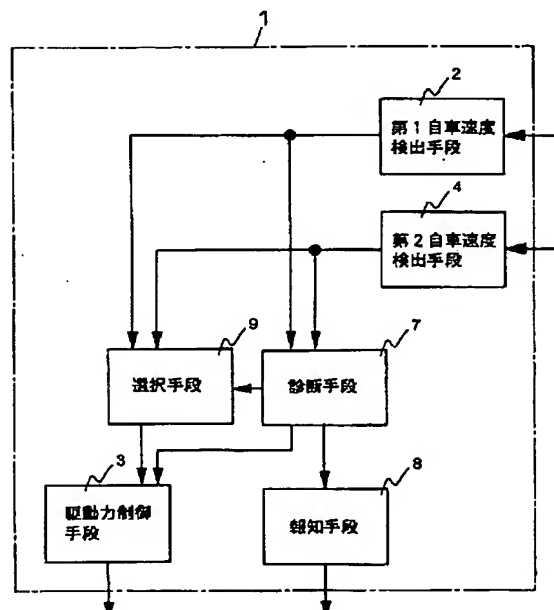 1
2
第1自車速度
検出手段
4
第2自車速度
検出手段
9
選択手段
7
診断手段
3
駆動力制御
手段
8
報知手段